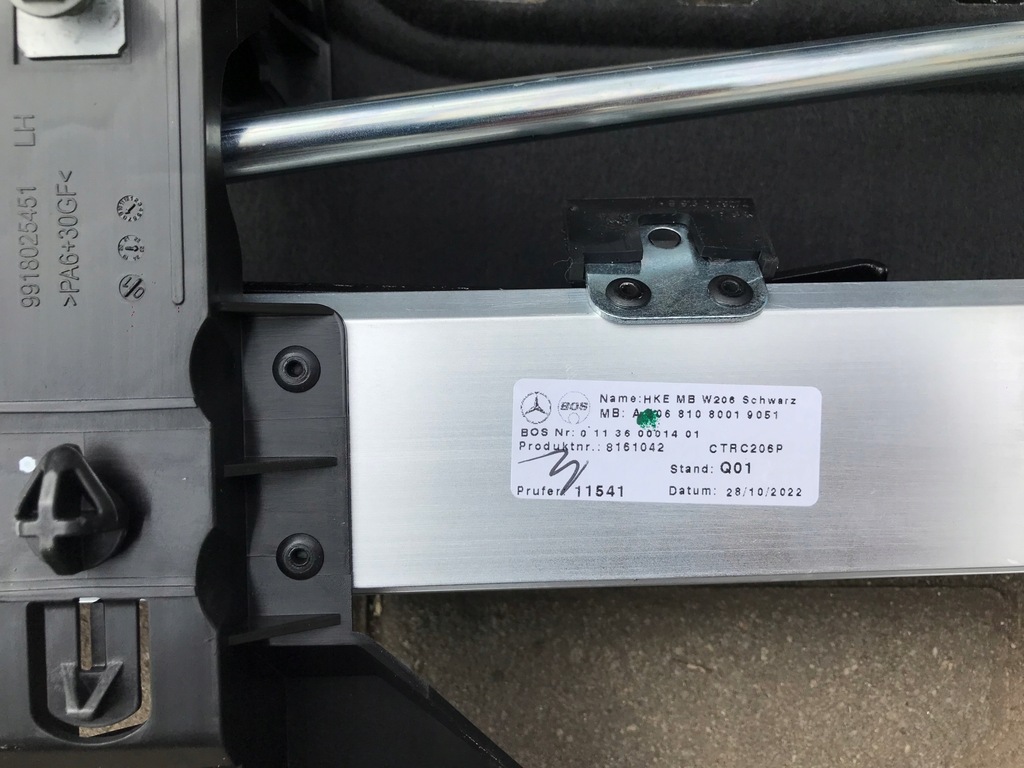 9918025451 LH
>PA6+30GF<
BOS
Name:HKE MB W206 Schwarz
MB: A 06 810 8001 9051
BOS Nr: 0 11 36 00014 01
Produktnr.: 8161042 CTRC206P
Stand: Q01
Prufer: 11541 Datum: 28/10/2022